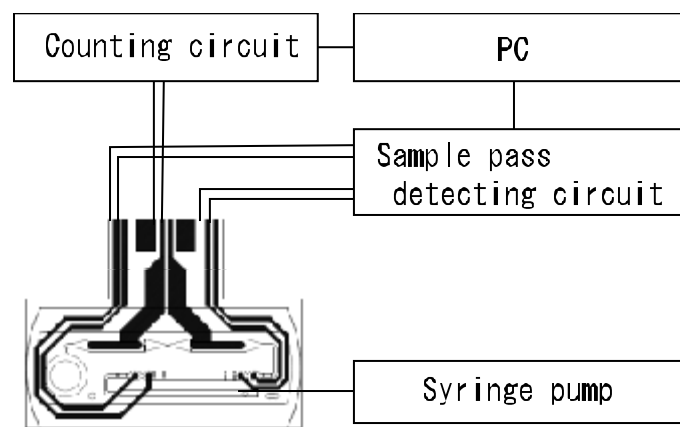 Counting circuit
PC
Sample pass
detecting circuit
Syringe pump